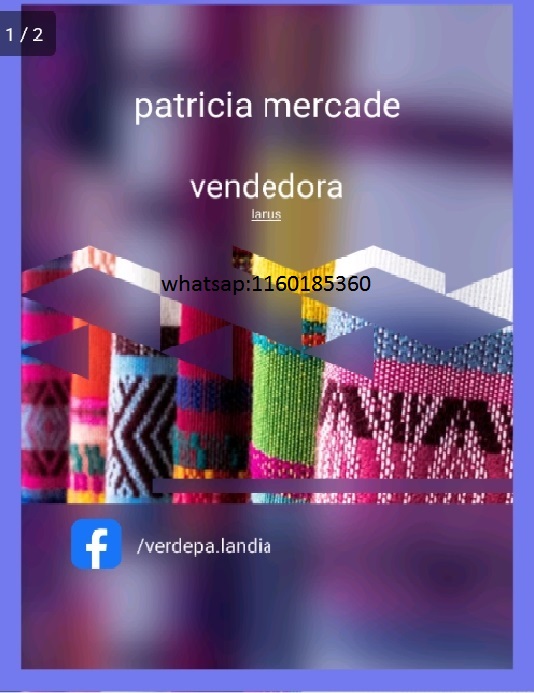 1 / 2
patricia mercade
vendedora
larus
whatsap:1160185360
/verdepa.landia